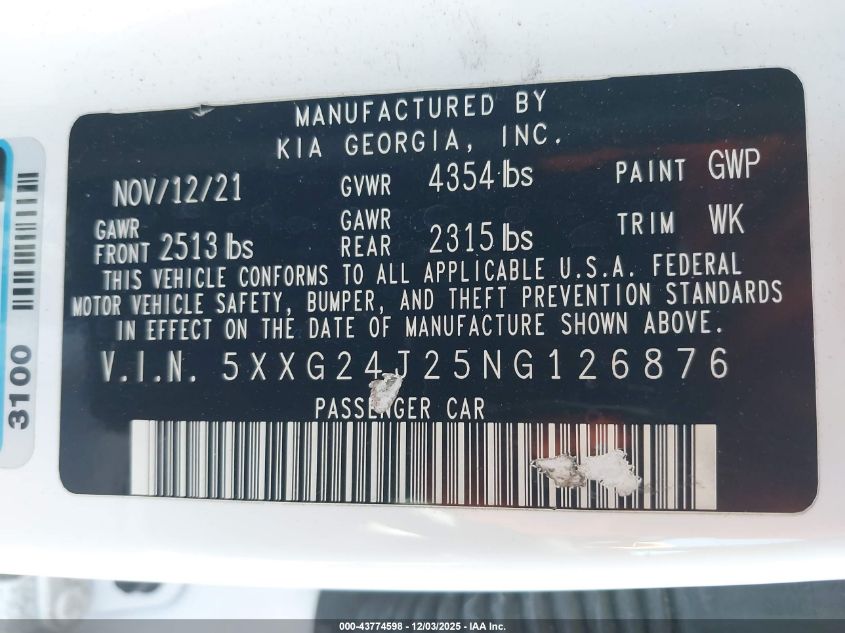 MANUFACTURED BY
KIA GEORGIA, INC.
NOV/12/21 GVWR 4354 lbs PAINT GWP
GAWR FRONT 2513 lbs GAWR REAR 2315 lbs TRIM WK
THIS VEHICLE CONFORMS TO ALL APPLICABLE U.S.A. FEDERAL
MOTOR VEHICLE SAFETY, BUMPER, AND THEFT PREVENTION STANDARDS
IN EFFECT ON THE DATE OF MANUFACTURE SHOWN ABOVE.
V.I.N. 5XXG24J25NG126876
PASSENGER CAR
3100
000-43774598 - 12/03/2025 - IAA Inc.